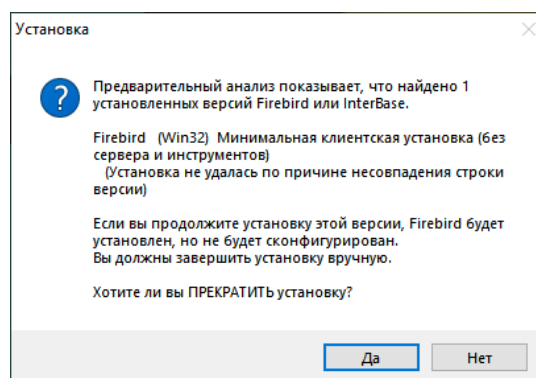 Установка
Предварительный анализ показывает, что найдено 1
установленных версий Firebird или InterBase.
Firebird (Win32) Минимальная клиентская установка (без
сервера и инструментов)
(Установка не удалась по причине несовпадения строки
версии)
Если вы продолжите установку этой версии, Firebird будет
установлен, но не будет сконфигурирован.
Вы должны завершить установку вручную.
Хотите ли вы ПРЕКРАТИТЬ установку?
Да Нет